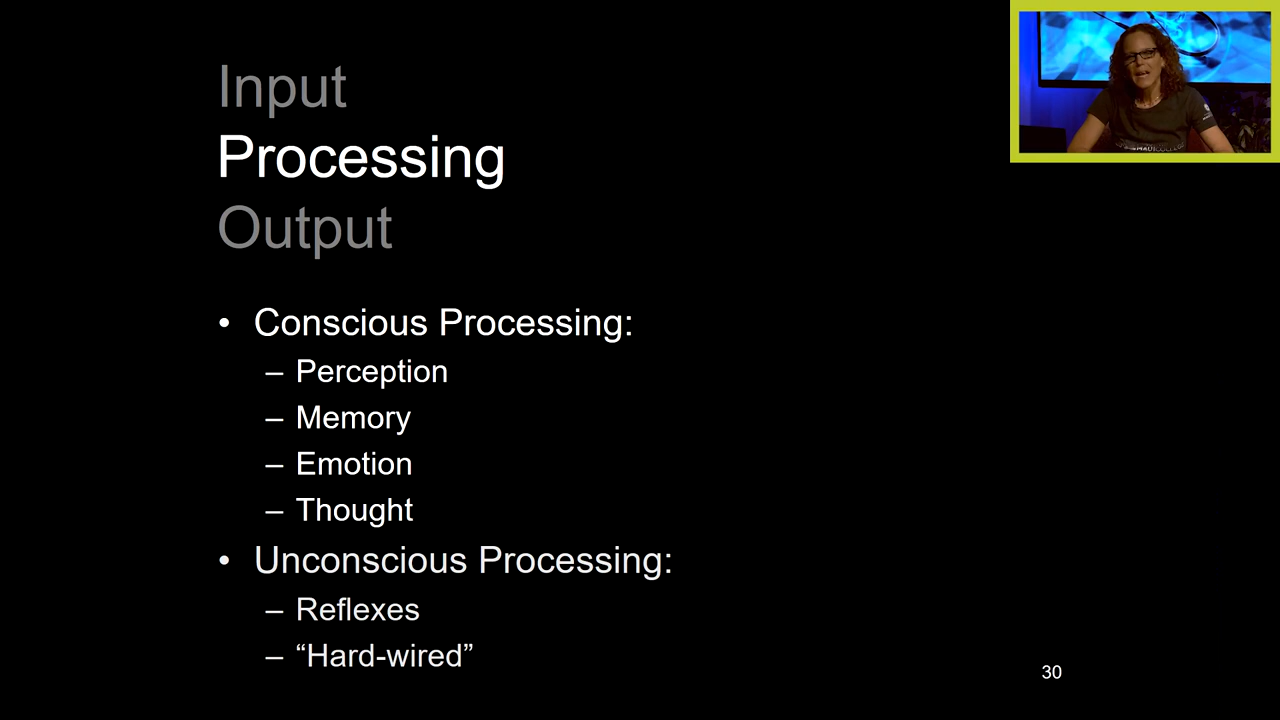 Input
Processing
Output
• Conscious Processing:
– Perception
– Memory
– Emotion
– Thought
• Unconscious Processing:
– Reflexes
– “Hard-wired”
30